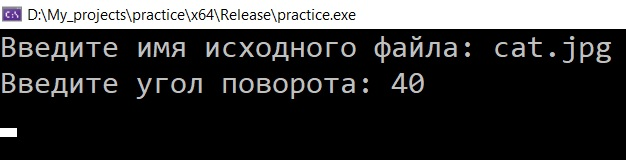 D:\My_projects\practice\x64\Release\practice.exe
Введите имя исходного файла: cat.jpg
Введите угол поворота: 40